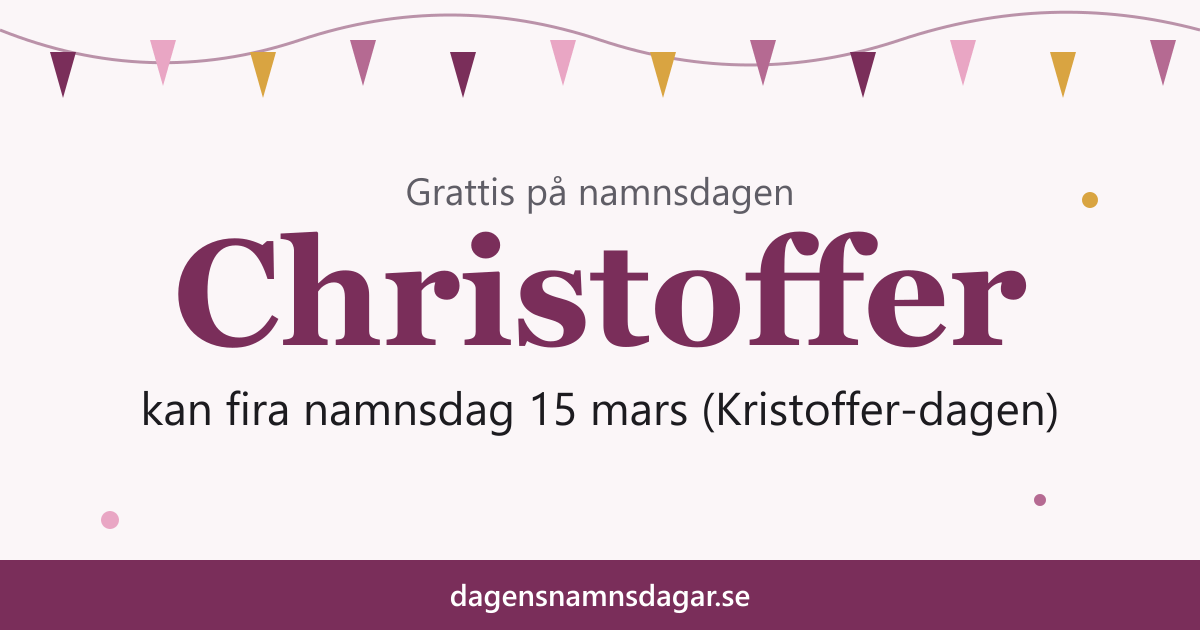 Grattis på namnsdagen
Christoffer
kan fira namnsdag 15 mars (Kristoffer-dagen)
dagensnamnsdagar.se